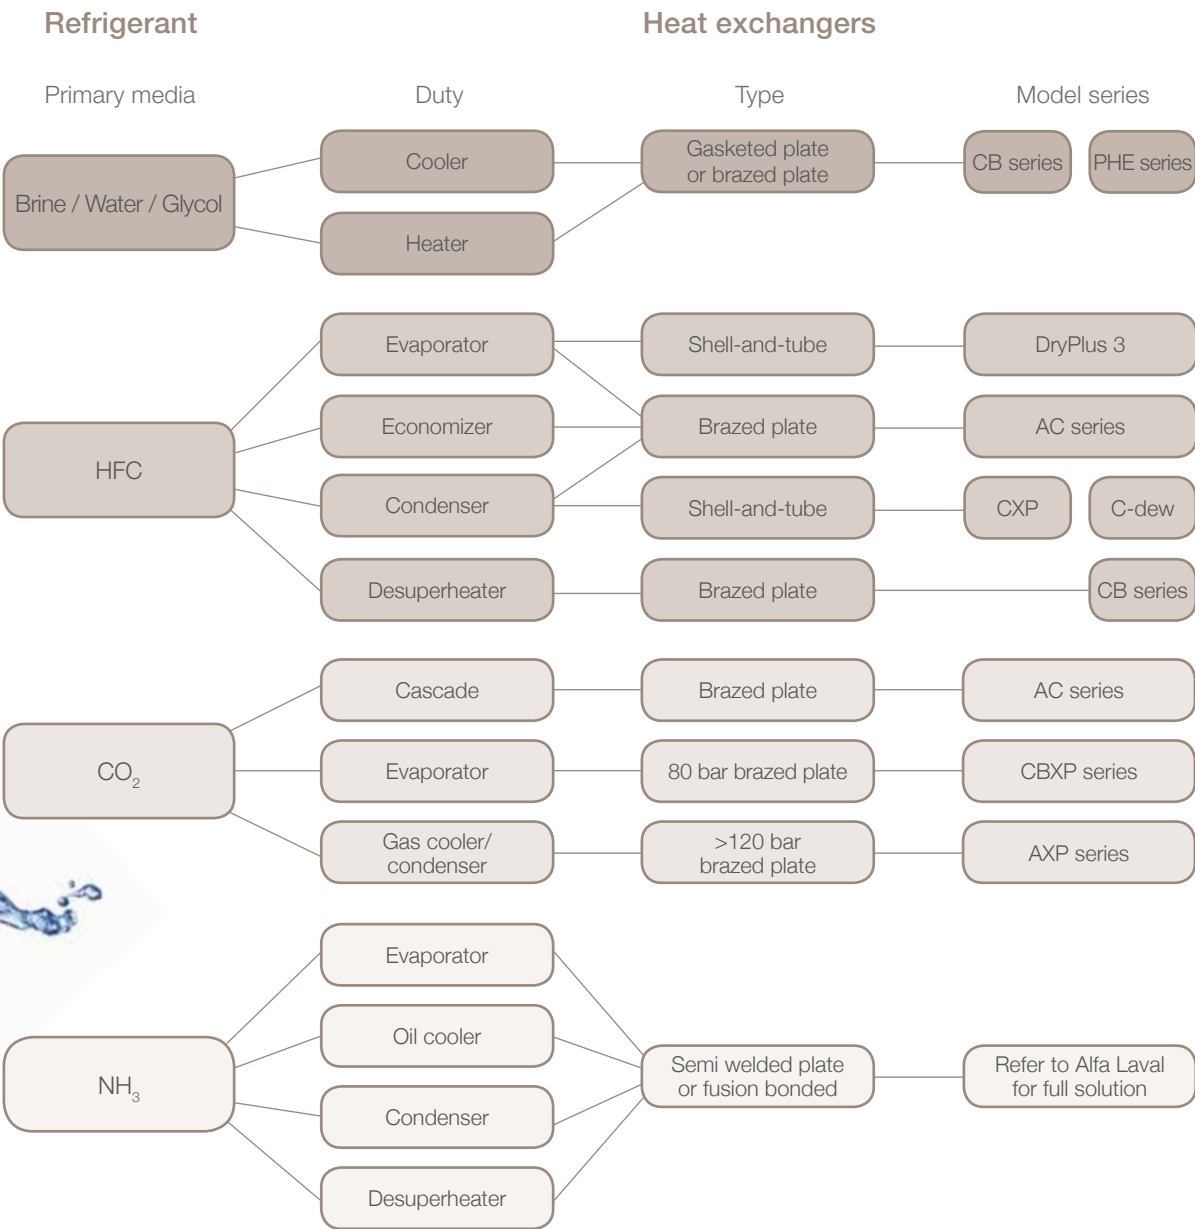 Refrigerant
Heat exchangers
Primary media
Duty
Type
Model series
Brine / Water / Glycol
Cooler
Heater
Gasketed plate
or brazed plate
CB series
PHE series
HFC
Evaporator
Shell-and-tube
DryPlus 3
Economizer
Brazed plate
AC series
Condenser
Shell-and-tube
CXP
C-dew
Desuperheater
Brazed plate
CB series
CO₂
Cascade
Brazed plate
AC series
Evaporator
80 bar brazed plate
CBXP series
Gas cooler/
condenser
>120 bar
brazed plate
AXP series
NH₃
Evaporator
Oil cooler
Condenser
Desuperheater
Semi welded plate
or fusion bonded
Refer to Alfa Laval
for full solution